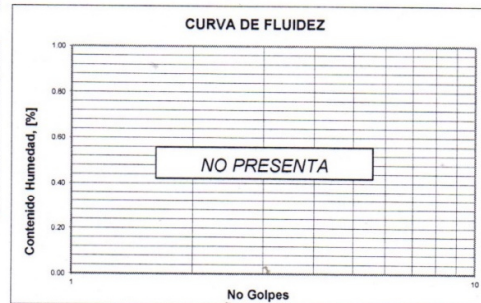 CURVA DE FLUIDEZ
1.00
0.80
0.60
0.40
0.20
0.00
Contenido Humedad, [%]
NO PRESENTA
1
10
No Golpes